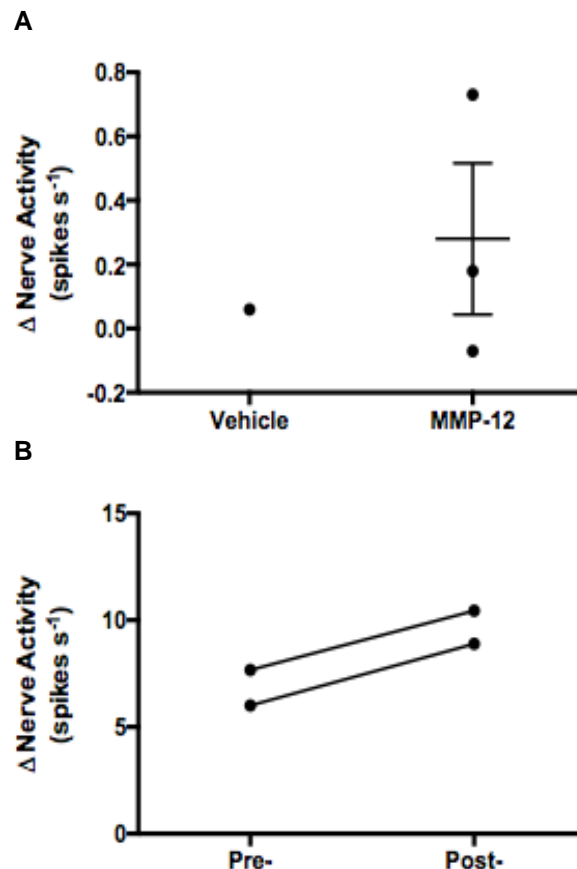 A
Δ Nerve Activity
(spikes s⁻¹)
0.8
0.6
0.4
0.2
0.0
-0.2
Vehicle MMP-12
B
Δ Nerve Activity
(spikes s⁻¹)
15
10
5
0
Pre- Post-